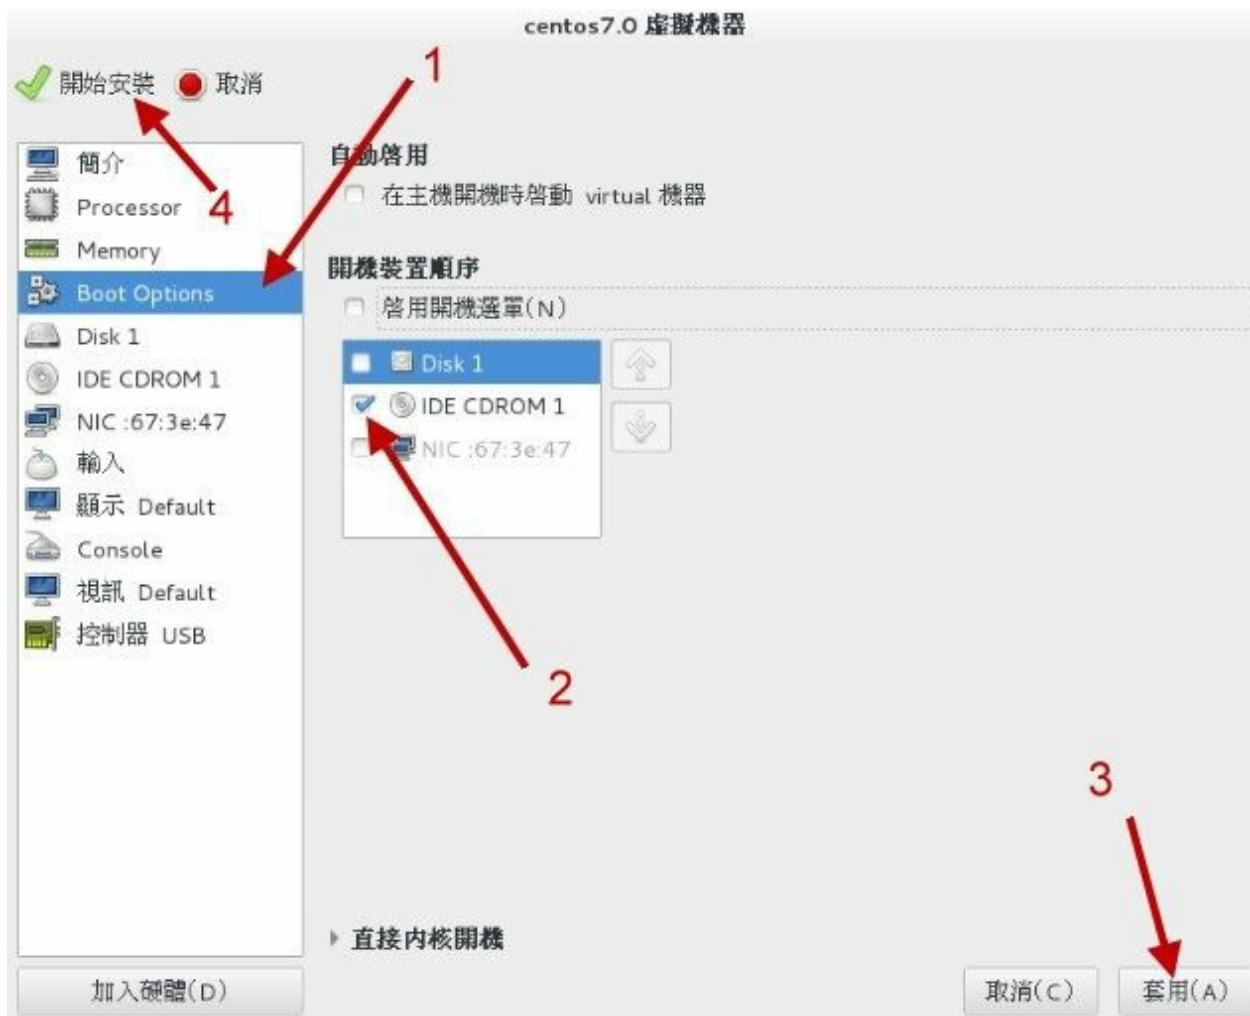 centos7.0 虛擬機器
1
開始安裝 取消
4
簡介
Processor
Memory
Boot Options
Disk 1
IDE CDROM 1
NIC :67:3e:47
輸入
顯示 Default
Console
視訊 Default
控制器 USB
加入硬體(D)
自動啓用
在主機開機時啓動 virtual 機器
開機裝置順序
啓用開機選單(N)
Disk 1
IDE CDROM 1
NIC :67:3e:47
2
3
直接内核開機
取消(C) 套用(A)